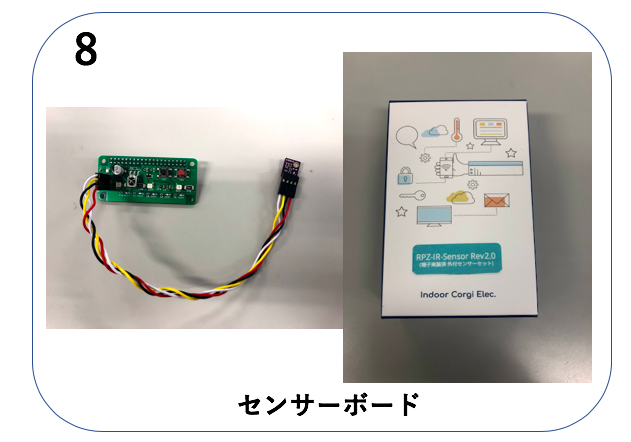 8
RPZ-IR-Sensor Rev2.0
(端子実装済 外付センサーセット)
Indoor Corgi Elec.
センサーボード